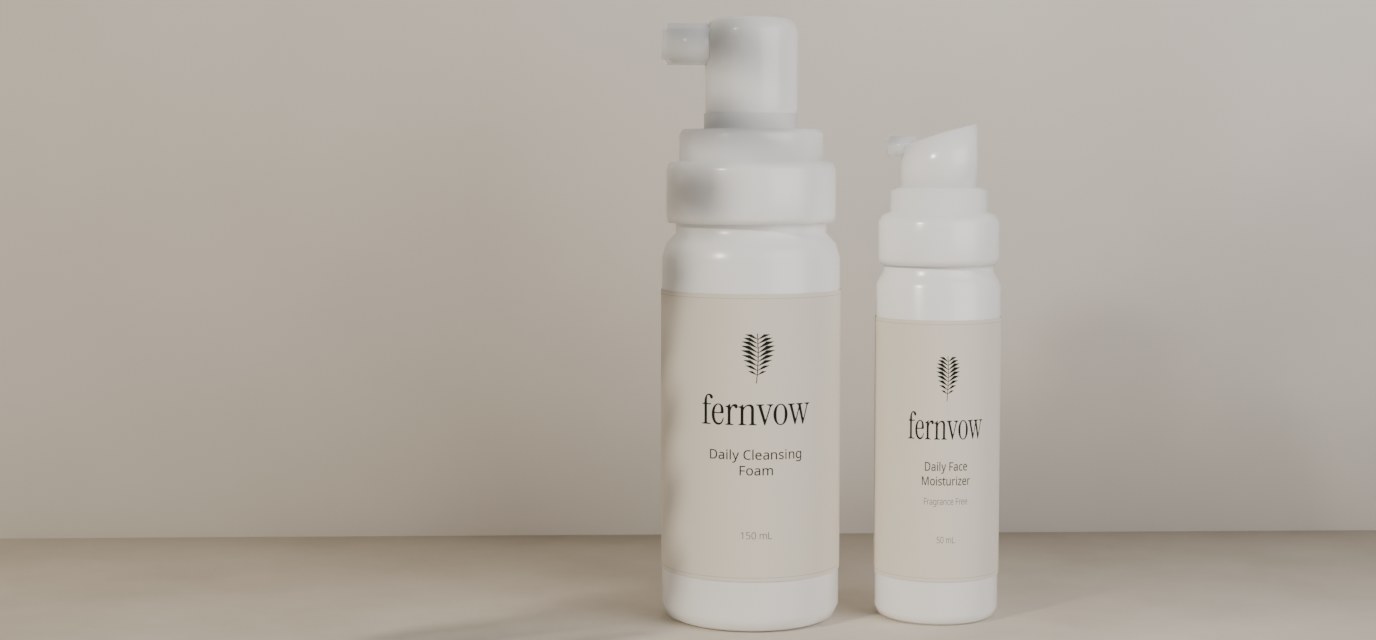 fernvow
Daily Cleansing
Foam
150 mL
fernvow
Daily Face
Moisturizer
Fragrance Free
50 mL